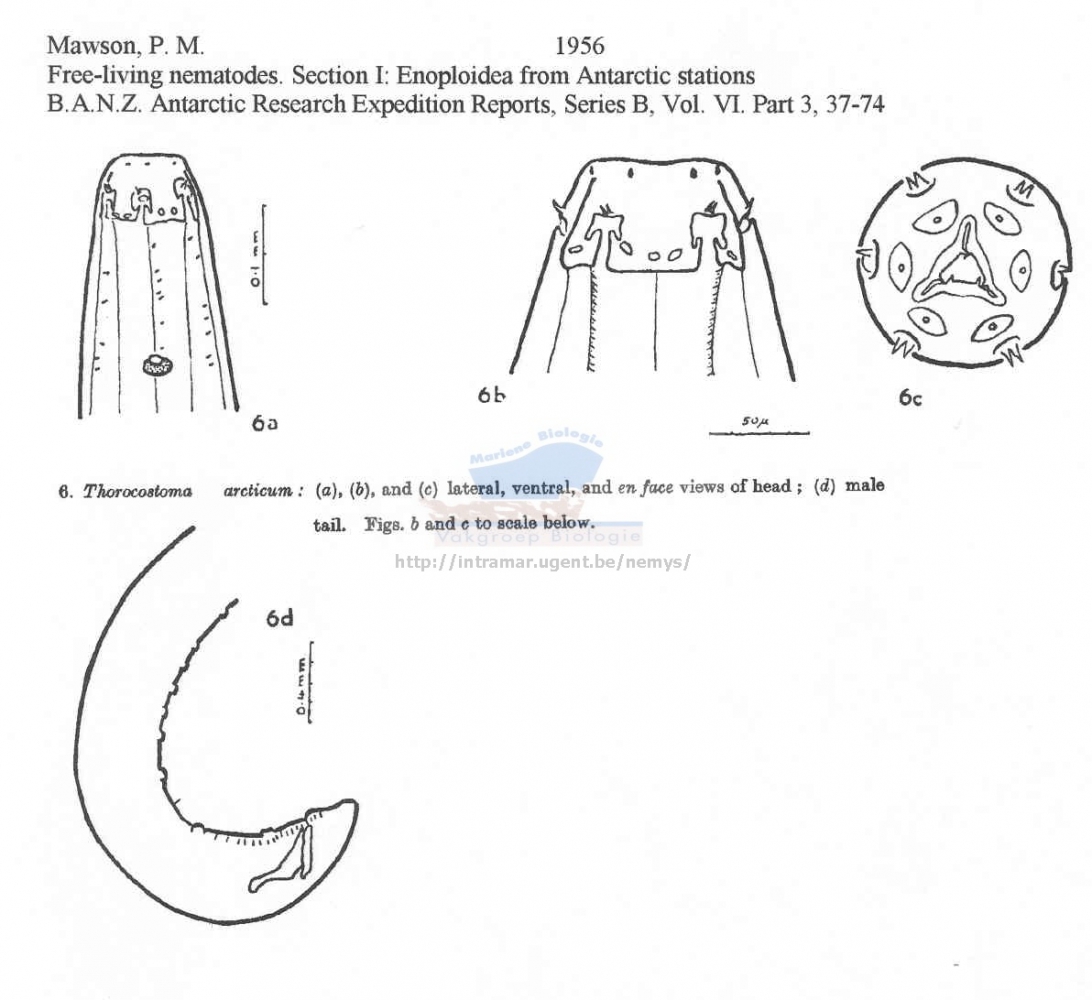 Mawson, P. M. 1956
Free-living nematodes. Section I: Enoploidea from Antarctic stations
B.A.N.Z. Antarctic Research Expedition Reports, Series B, Vol. VI. Part 3, 37-74
0.1 mm
6a
6b
6c
50μ
Mariene Biologie
6. Thorocostoma arcticum : (a), (b), and (c) lateral, ventral, and en face views of head ; (d) male
tail. Figs. b and c to scale below.
Vakgroep Biologie
http://intramar.ugent.be/nemys/
6d
0.4 mm